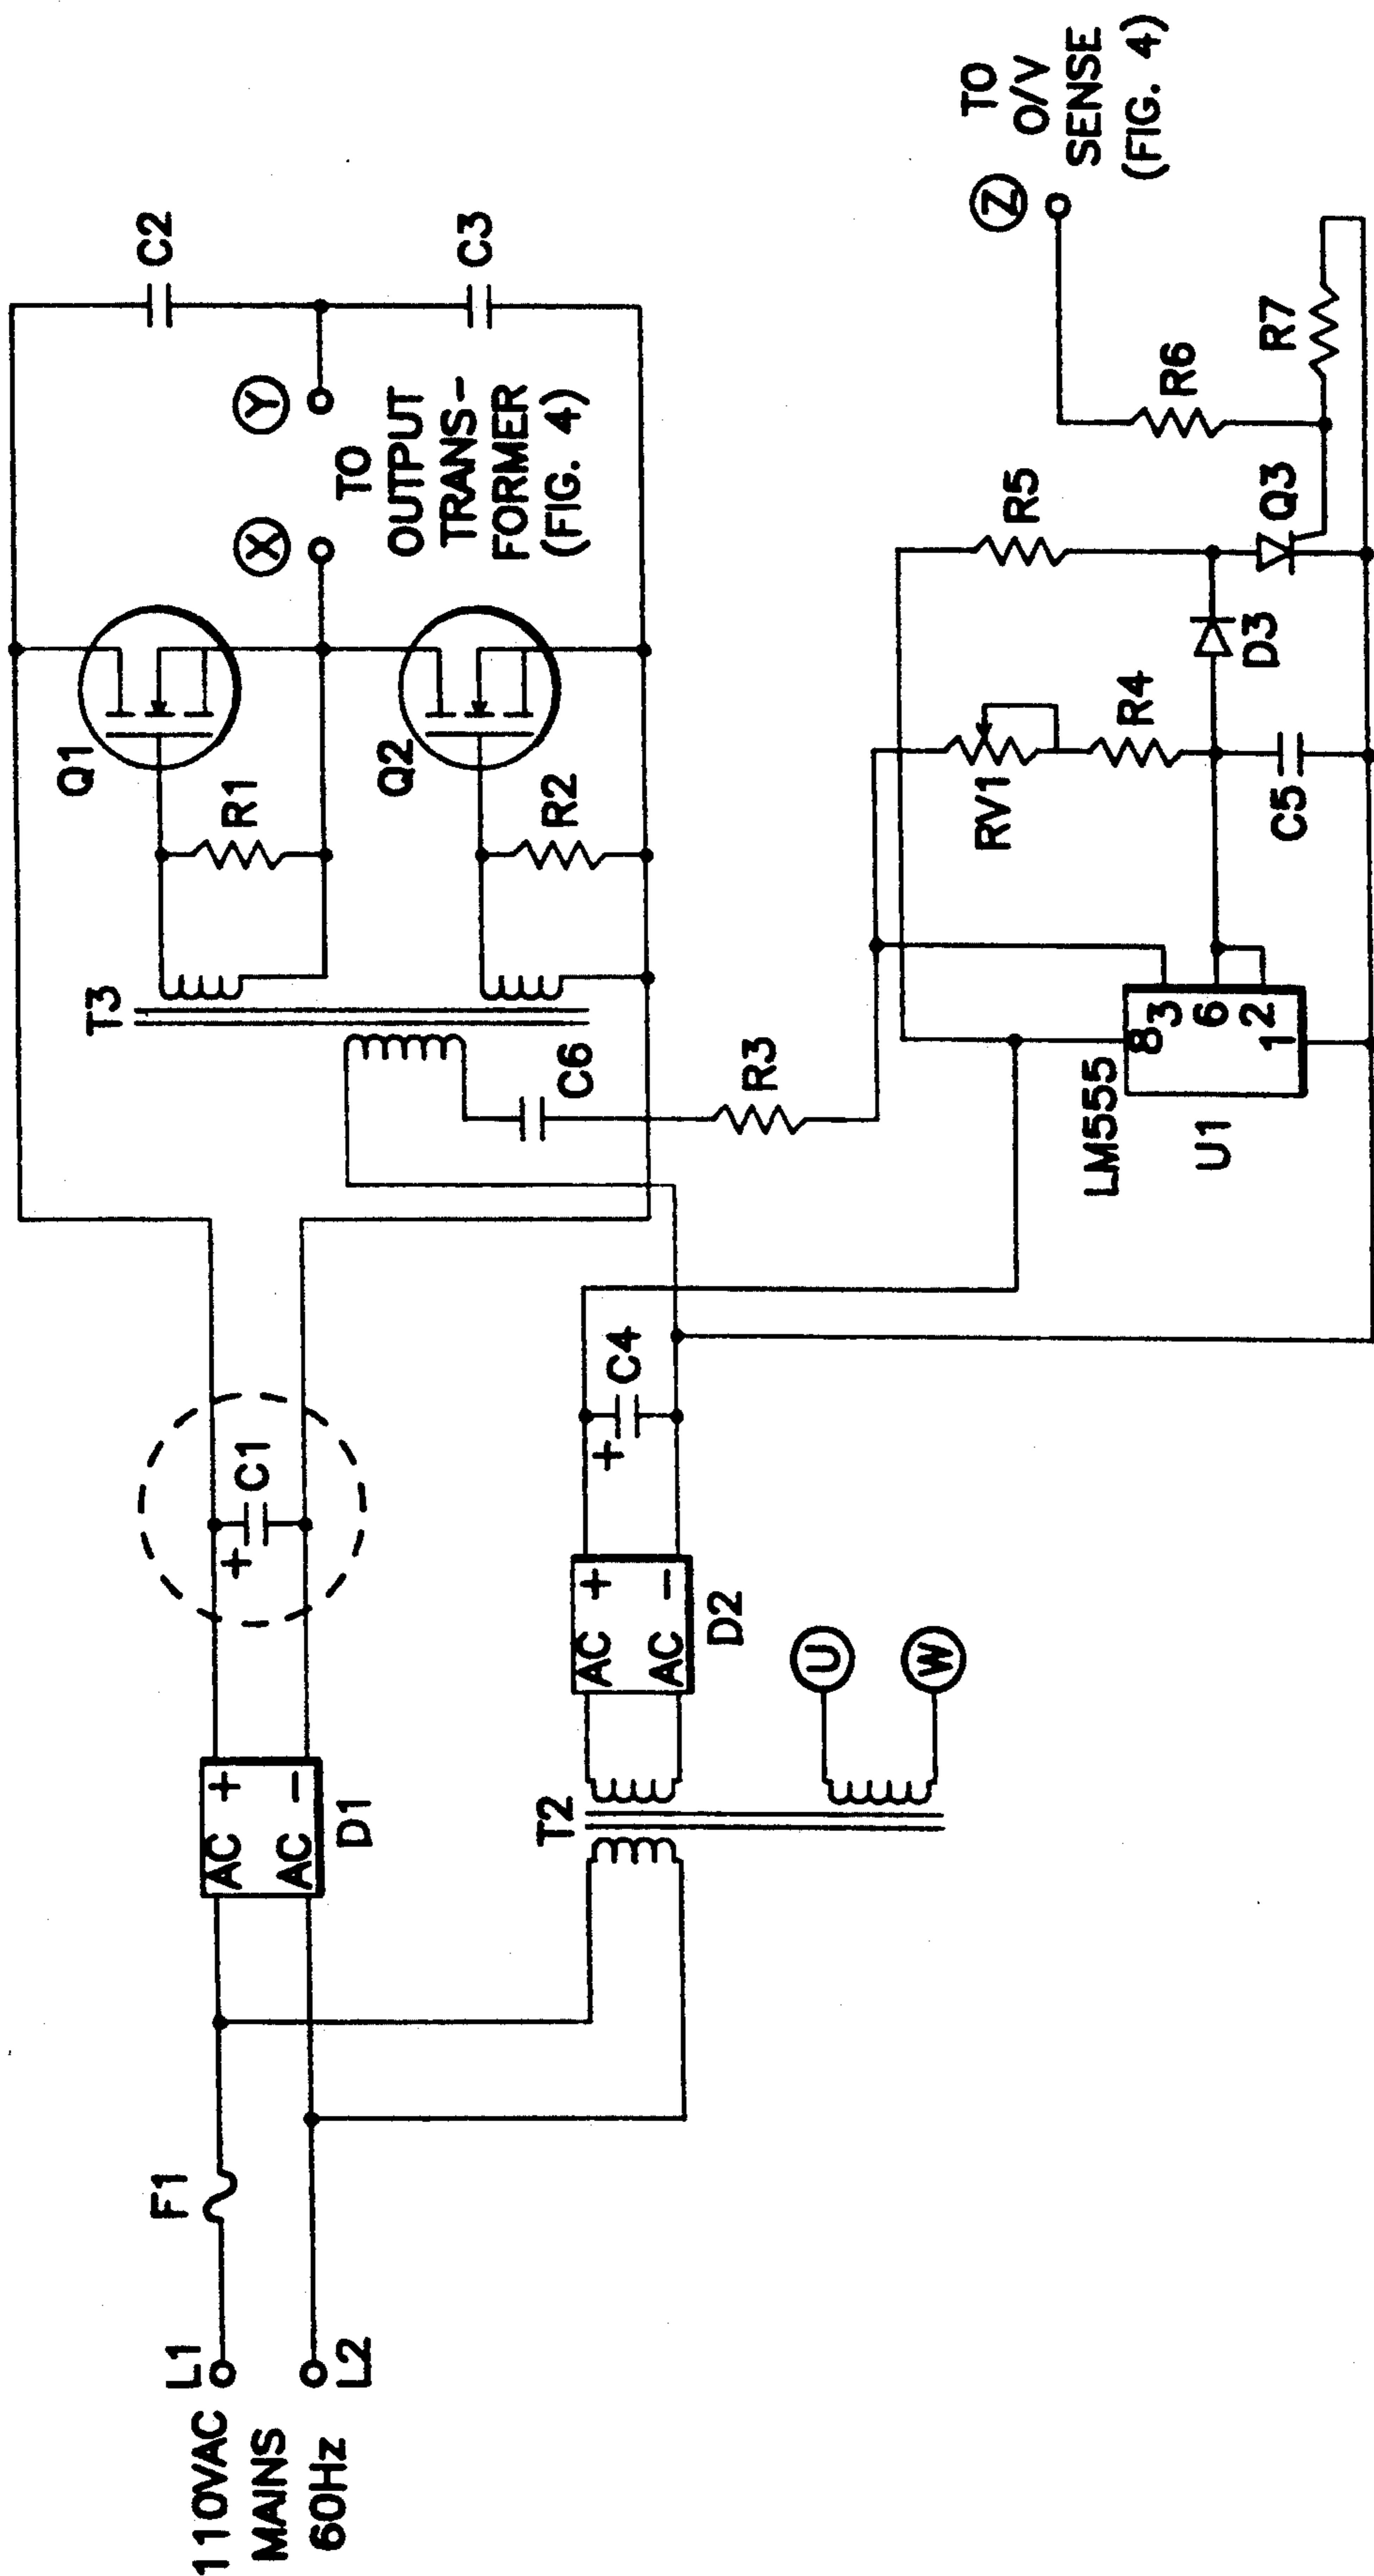 110VAC
MAINS
60Hz
L1
L2
F1
AC +
AC -
D1
+ C1
T2
AC +
AC -
D2
U
W
+ C4
T3
C6
R3
Q1
R1
Q2
R2
X
Y
TO
OUTPUT
TRANS-
FORMER
(FIG. 4)
C2
C3
LM555
U1
8
3
6
2
1
RV1
R4
C5
D3
R5
Q3
R6
R7
Z
TO
O/V
SENSE
(FIG. 4)